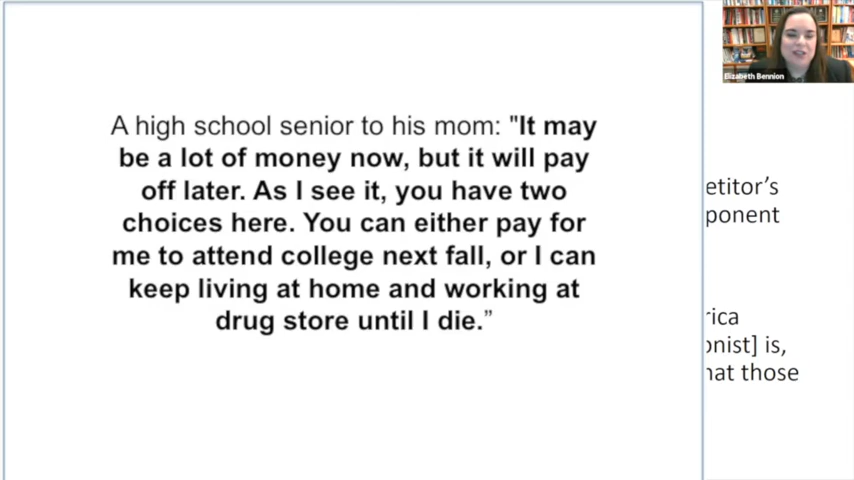 A high school senior to his mom: "It may
be a lot of money now, but it will pay
off later. As I see it, you have two
choices here. You can either pay for
me to attend college next fall, or I can
keep living at home and working at
drug store until I die.”
Elizabeth Bennion
etitor’s
ponent
rica
onist] is,
hat those